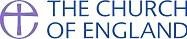 THE CHURCH
OF ENGLAND